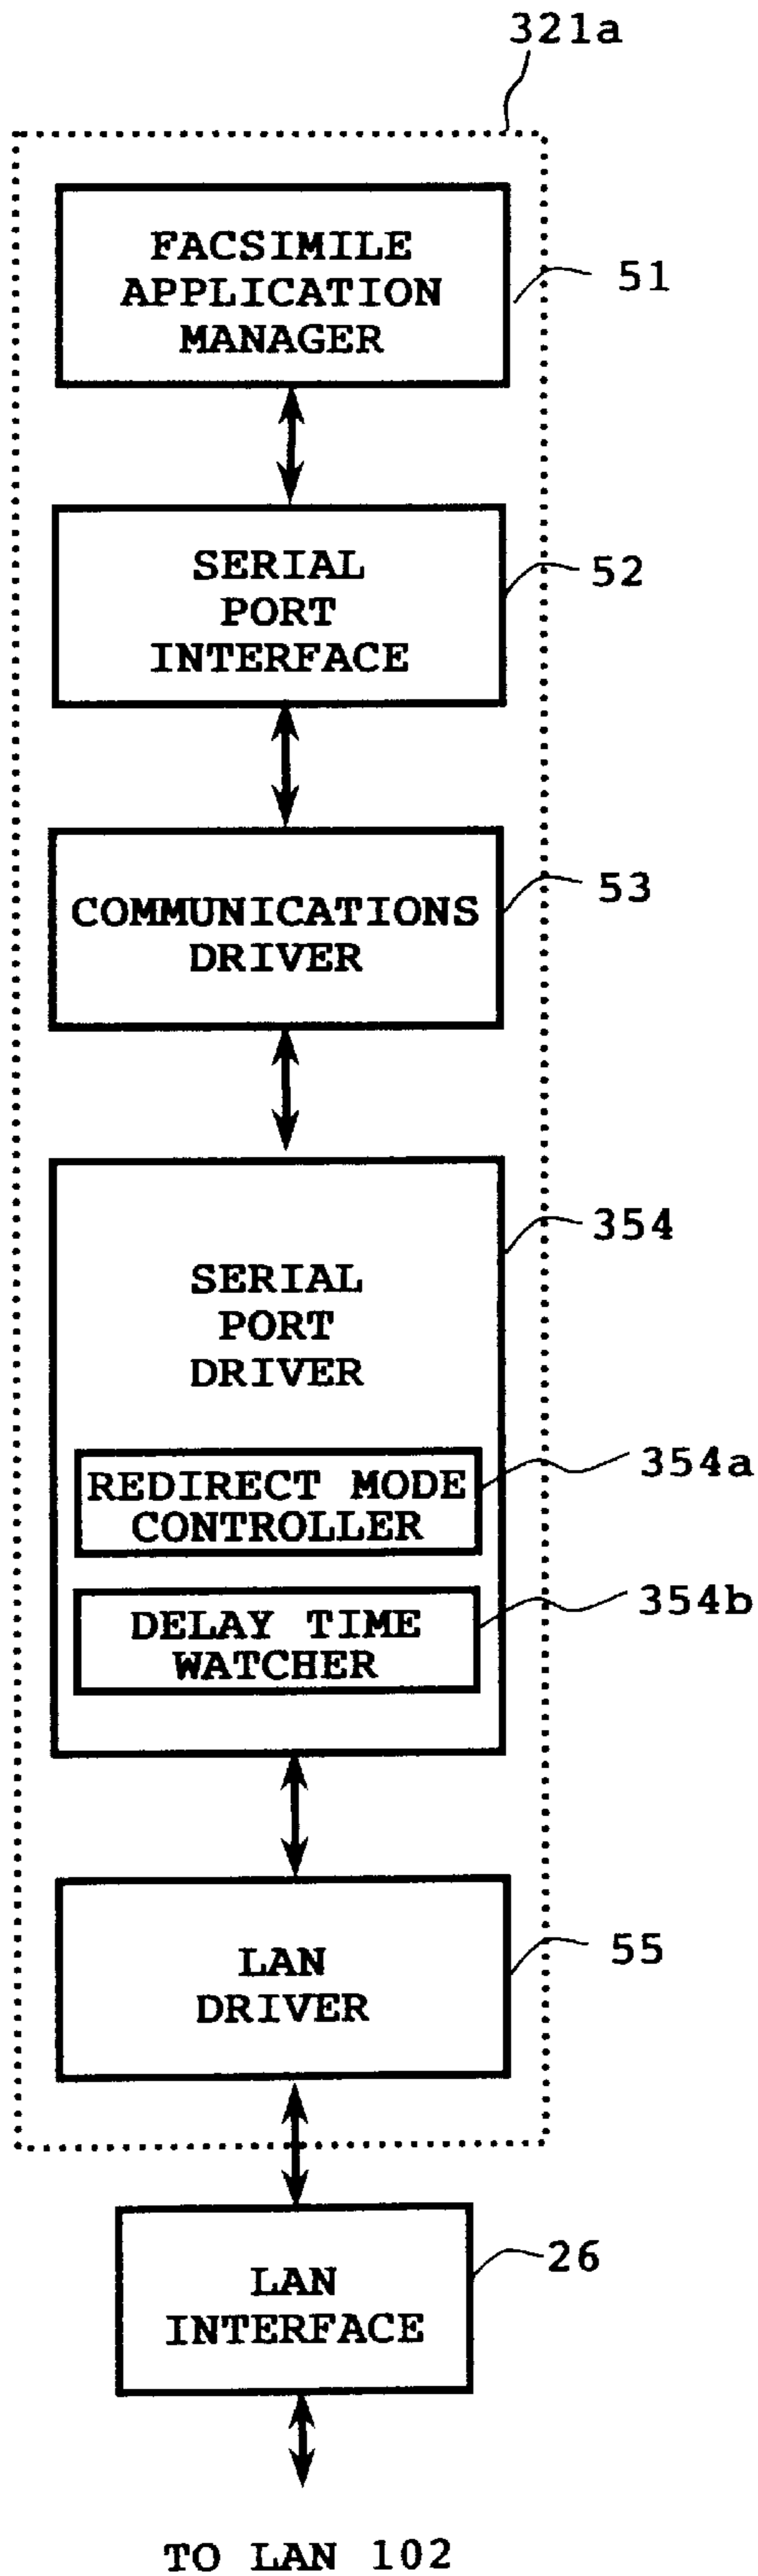 321a
FACSIMILE
APPLICATION
MANAGER
51
SERIAL
PORT
INTERFACE
52
COMMUNICATIONS
DRIVER
53
354
SERIAL
PORT
DRIVER
REDIRECT MODE
CONTROLLER
354a
DELAY TIME
WATCHER
354b
LAN
DRIVER
55
LAN
INTERFACE
26
TO LAN 102